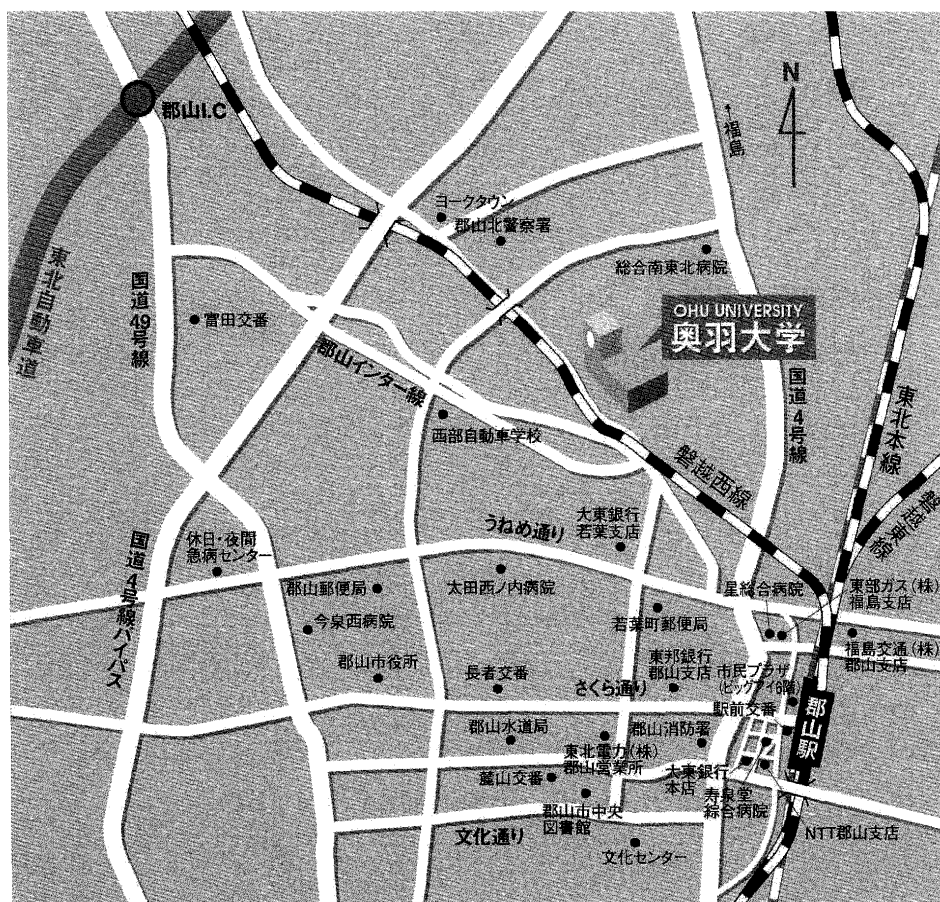 N
郡山I.C
福島
ヨークタウン
郡山北警察署
総合南東北病院
東北自動車道
国道49号線
富田交番
OHU UNIVERSITY
奥羽大学
郡山インター線
西部自動車学校
国道4号線
東北本線
磐越西線
磐越東線
国道4号線バイパス
休日・夜間
急病センター
うねめ通り
大東銀行
若葉支店
郡山郵便局
太田西ノ内病院
星総合病院
東部ガス(株)
福島支店
今泉西病院
若葉町郵便局
福島交通(株)
郡山支店
郡山市役所
長者交番
東邦銀行
郡山支店
市民プラザ
(ビックアイ6階)
さくら通り
駅前交番
郡山駅
郡山水道局
郡山消防署
東北電力(株)
郡山営業所
麓山交番
大東銀行
本店
寿泉堂
綜合病院
郡山市中央
図書館
NTT郡山支店
文化通り
文化センター